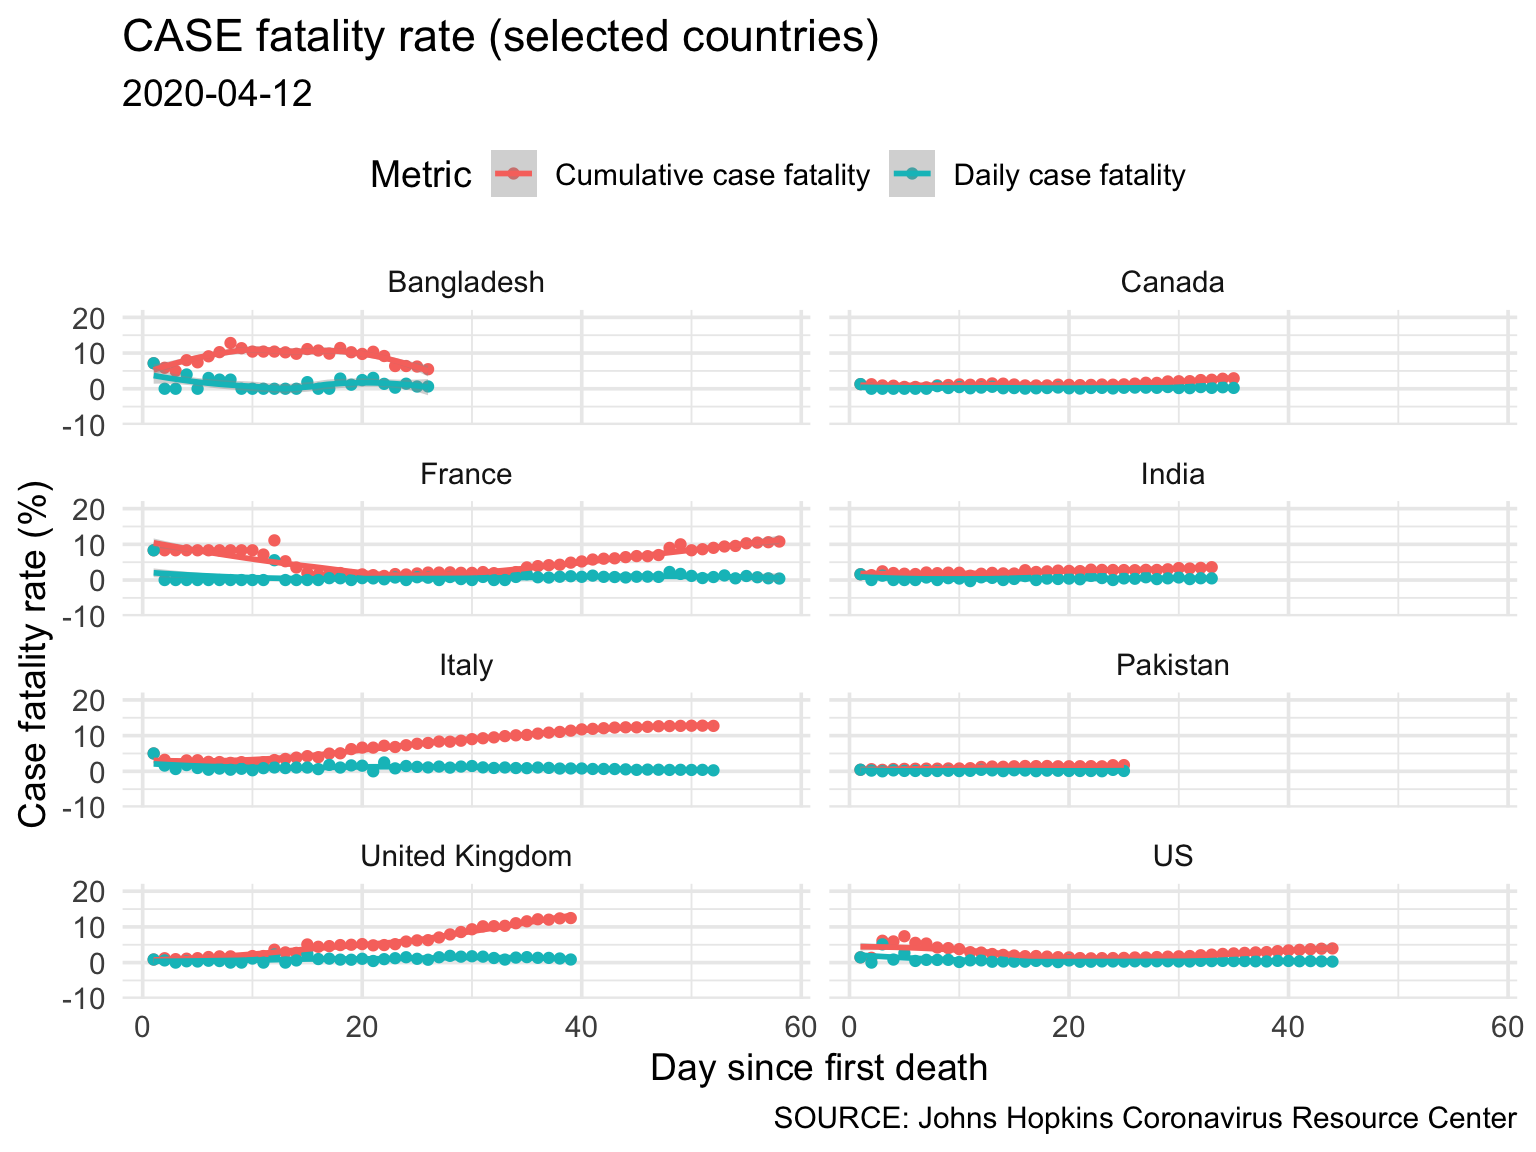 CASE fatality rate (selected countries)
2020-04-12
Metric Cumulative case fatality Daily case fatality
Bangladesh Canada
20
10
0
-10
France India
20
10
0
-10
Case fatality rate (%)
Italy Pakistan
20
10
0
-10
United Kingdom US
20
10
0
-10
0 20 40 60 0 20 40 60
Day since first death
SOURCE: Johns Hopkins Coronavirus Resource Center